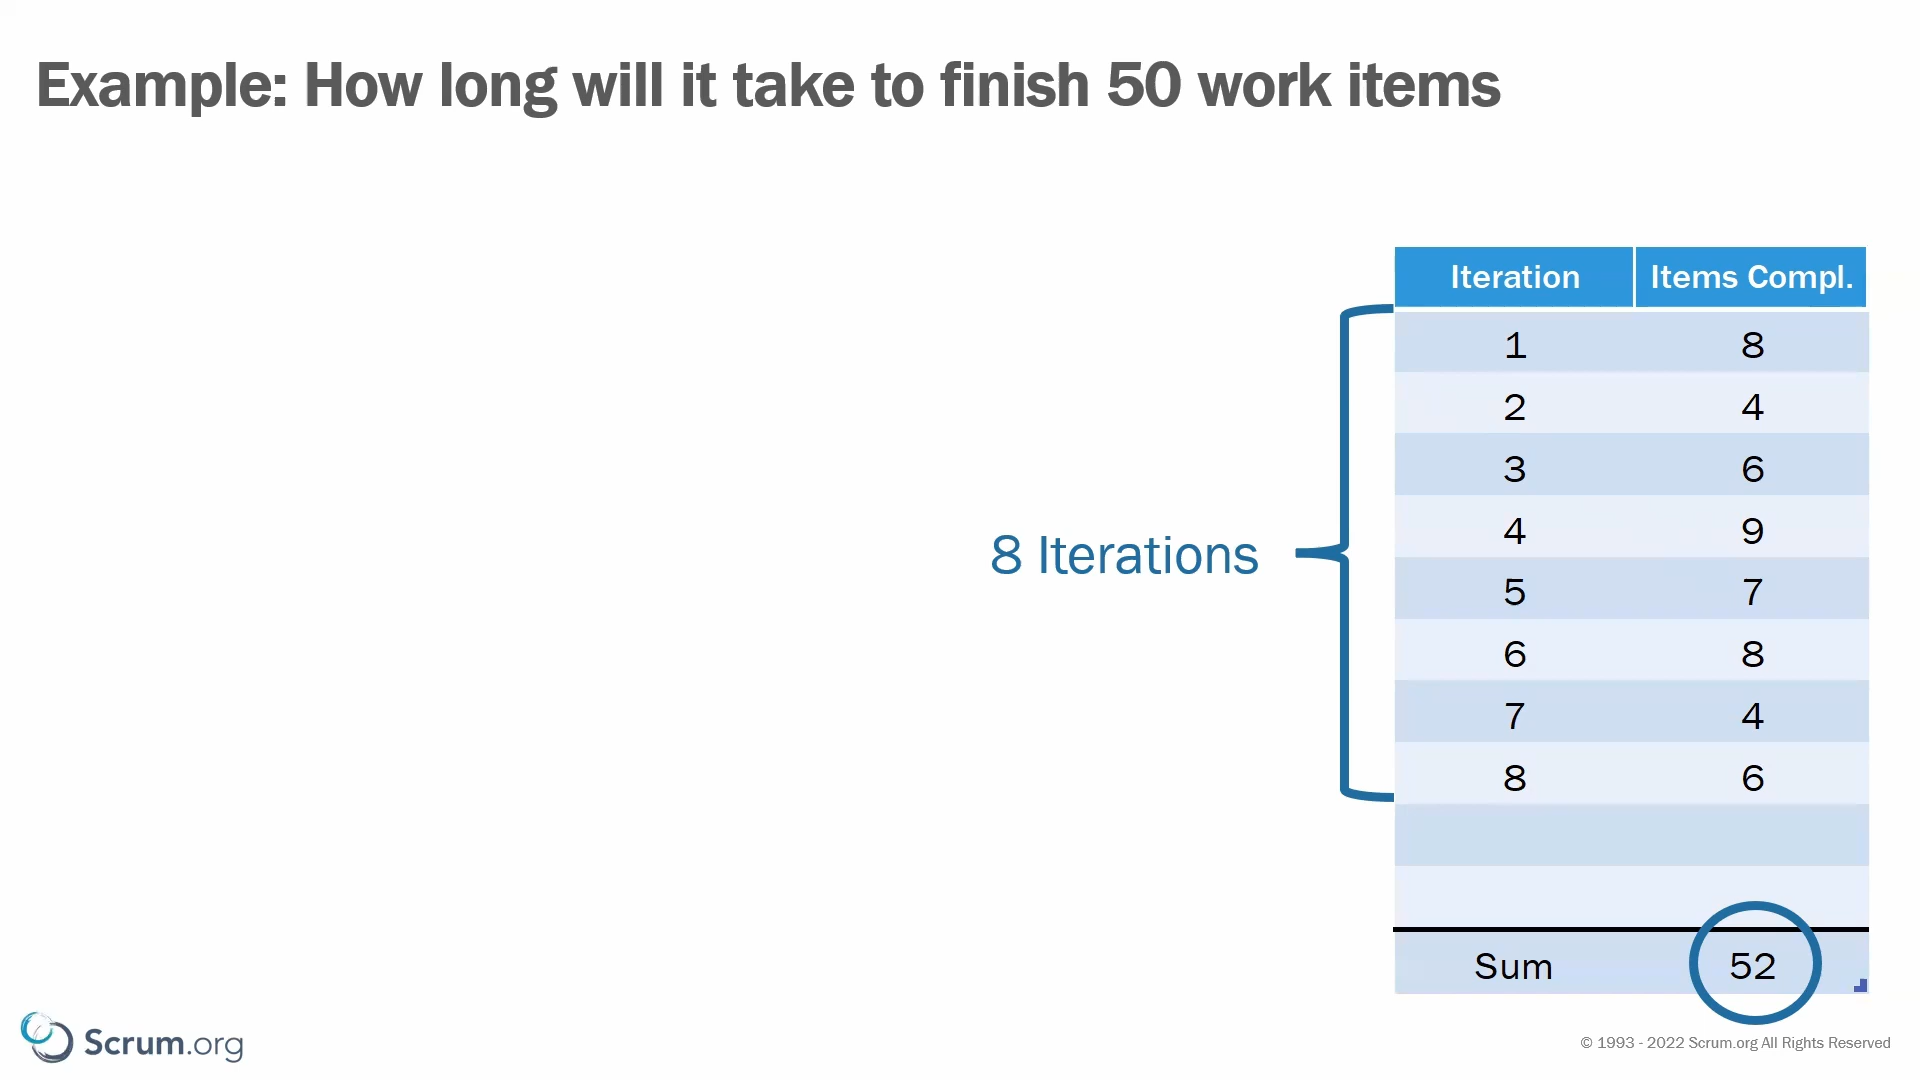 Example: How long will it take to finish 50 work items
Iteration Items Compl.
1 8
2 4
3 6
4 9
5 7
6 8
7 4
8 6
8 Iterations
Sum 52
Scrum.org
© 1993 - 2022 Scrum.org All Rights Reserved